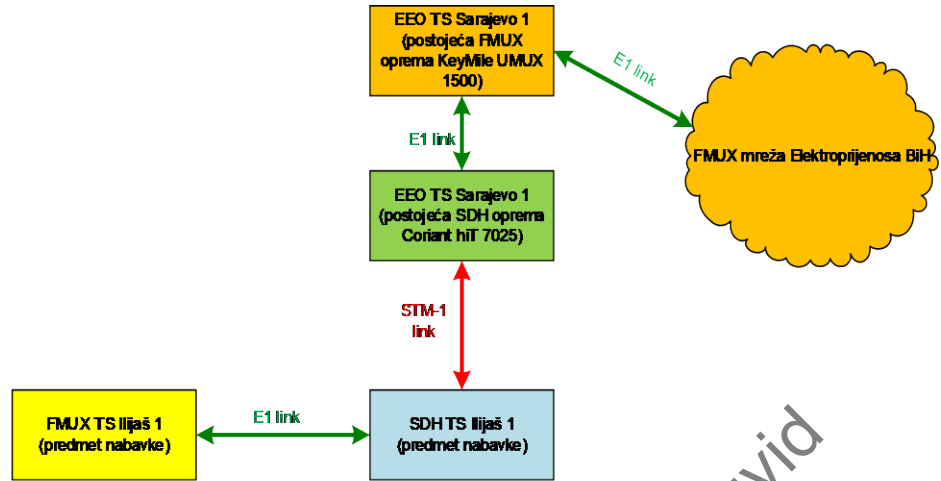 EEO TS Sarajevo 1
(postojeća FMUX
oprema KeyMile UMUX
1500)
E1 link
FMUX mreža Elektroprijenosa BiH
E1 link
EEO TS Sarajevo 1
(postojeća SDH oprema
Coriant hiT 7025)
STM-1
link
FMUX TS Ilijaš 1
(predmet nabavke)
E1 link
SDH TS Ilijaš 1
(predmet nabavke)